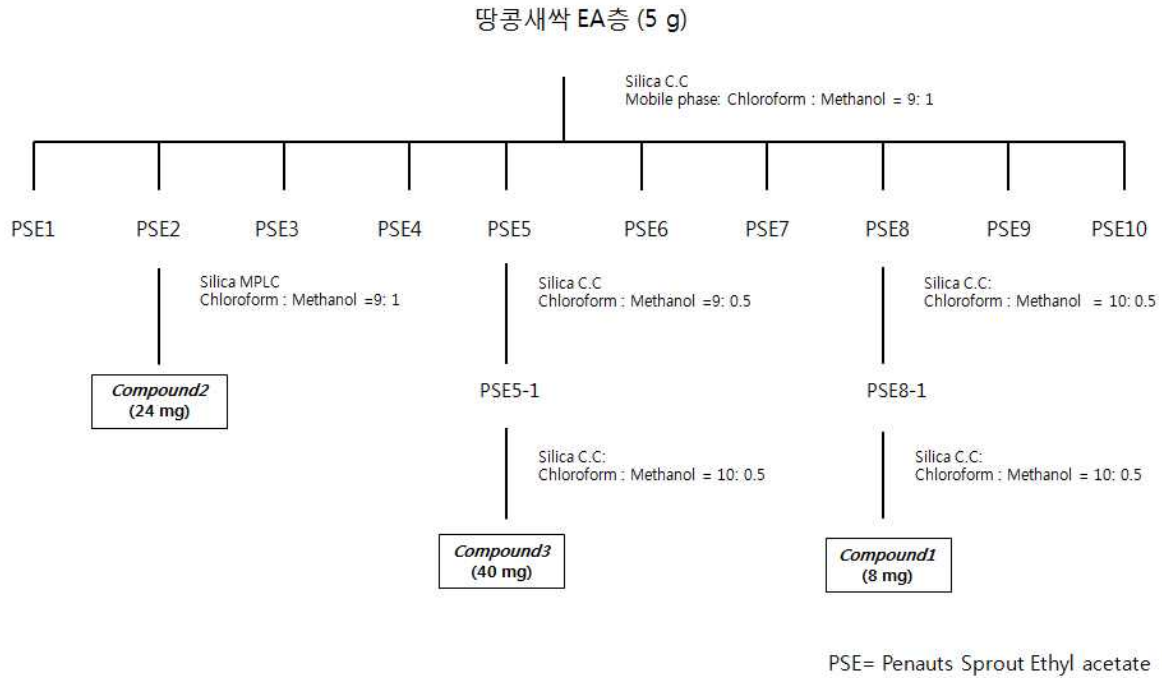 땅콩새싹 EA층 (5 g)
Silica C.C
Mobile phase: Chloroform : Methanol = 9: 1
PSE1 PSE2 PSE3 PSE4 PSE5 PSE6 PSE7 PSE8 PSE9 PSE10
Silica MPLC
Chloroform : Methanol =9: 1
Silica C.C
Chloroform : Methanol =9: 0.5
Silica C.C:
Chloroform : Methanol = 10: 0.5
Compound2
(24 mg)
PSE5-1
PSE8-1
Silica C.C:
Chloroform : Methanol = 10: 0.5
Silica C.C:
Chloroform : Methanol = 10: 0.5
Compound3
(40 mg)
Compound1
(8 mg)
PSE= Penauts Sprout Ethyl acetate